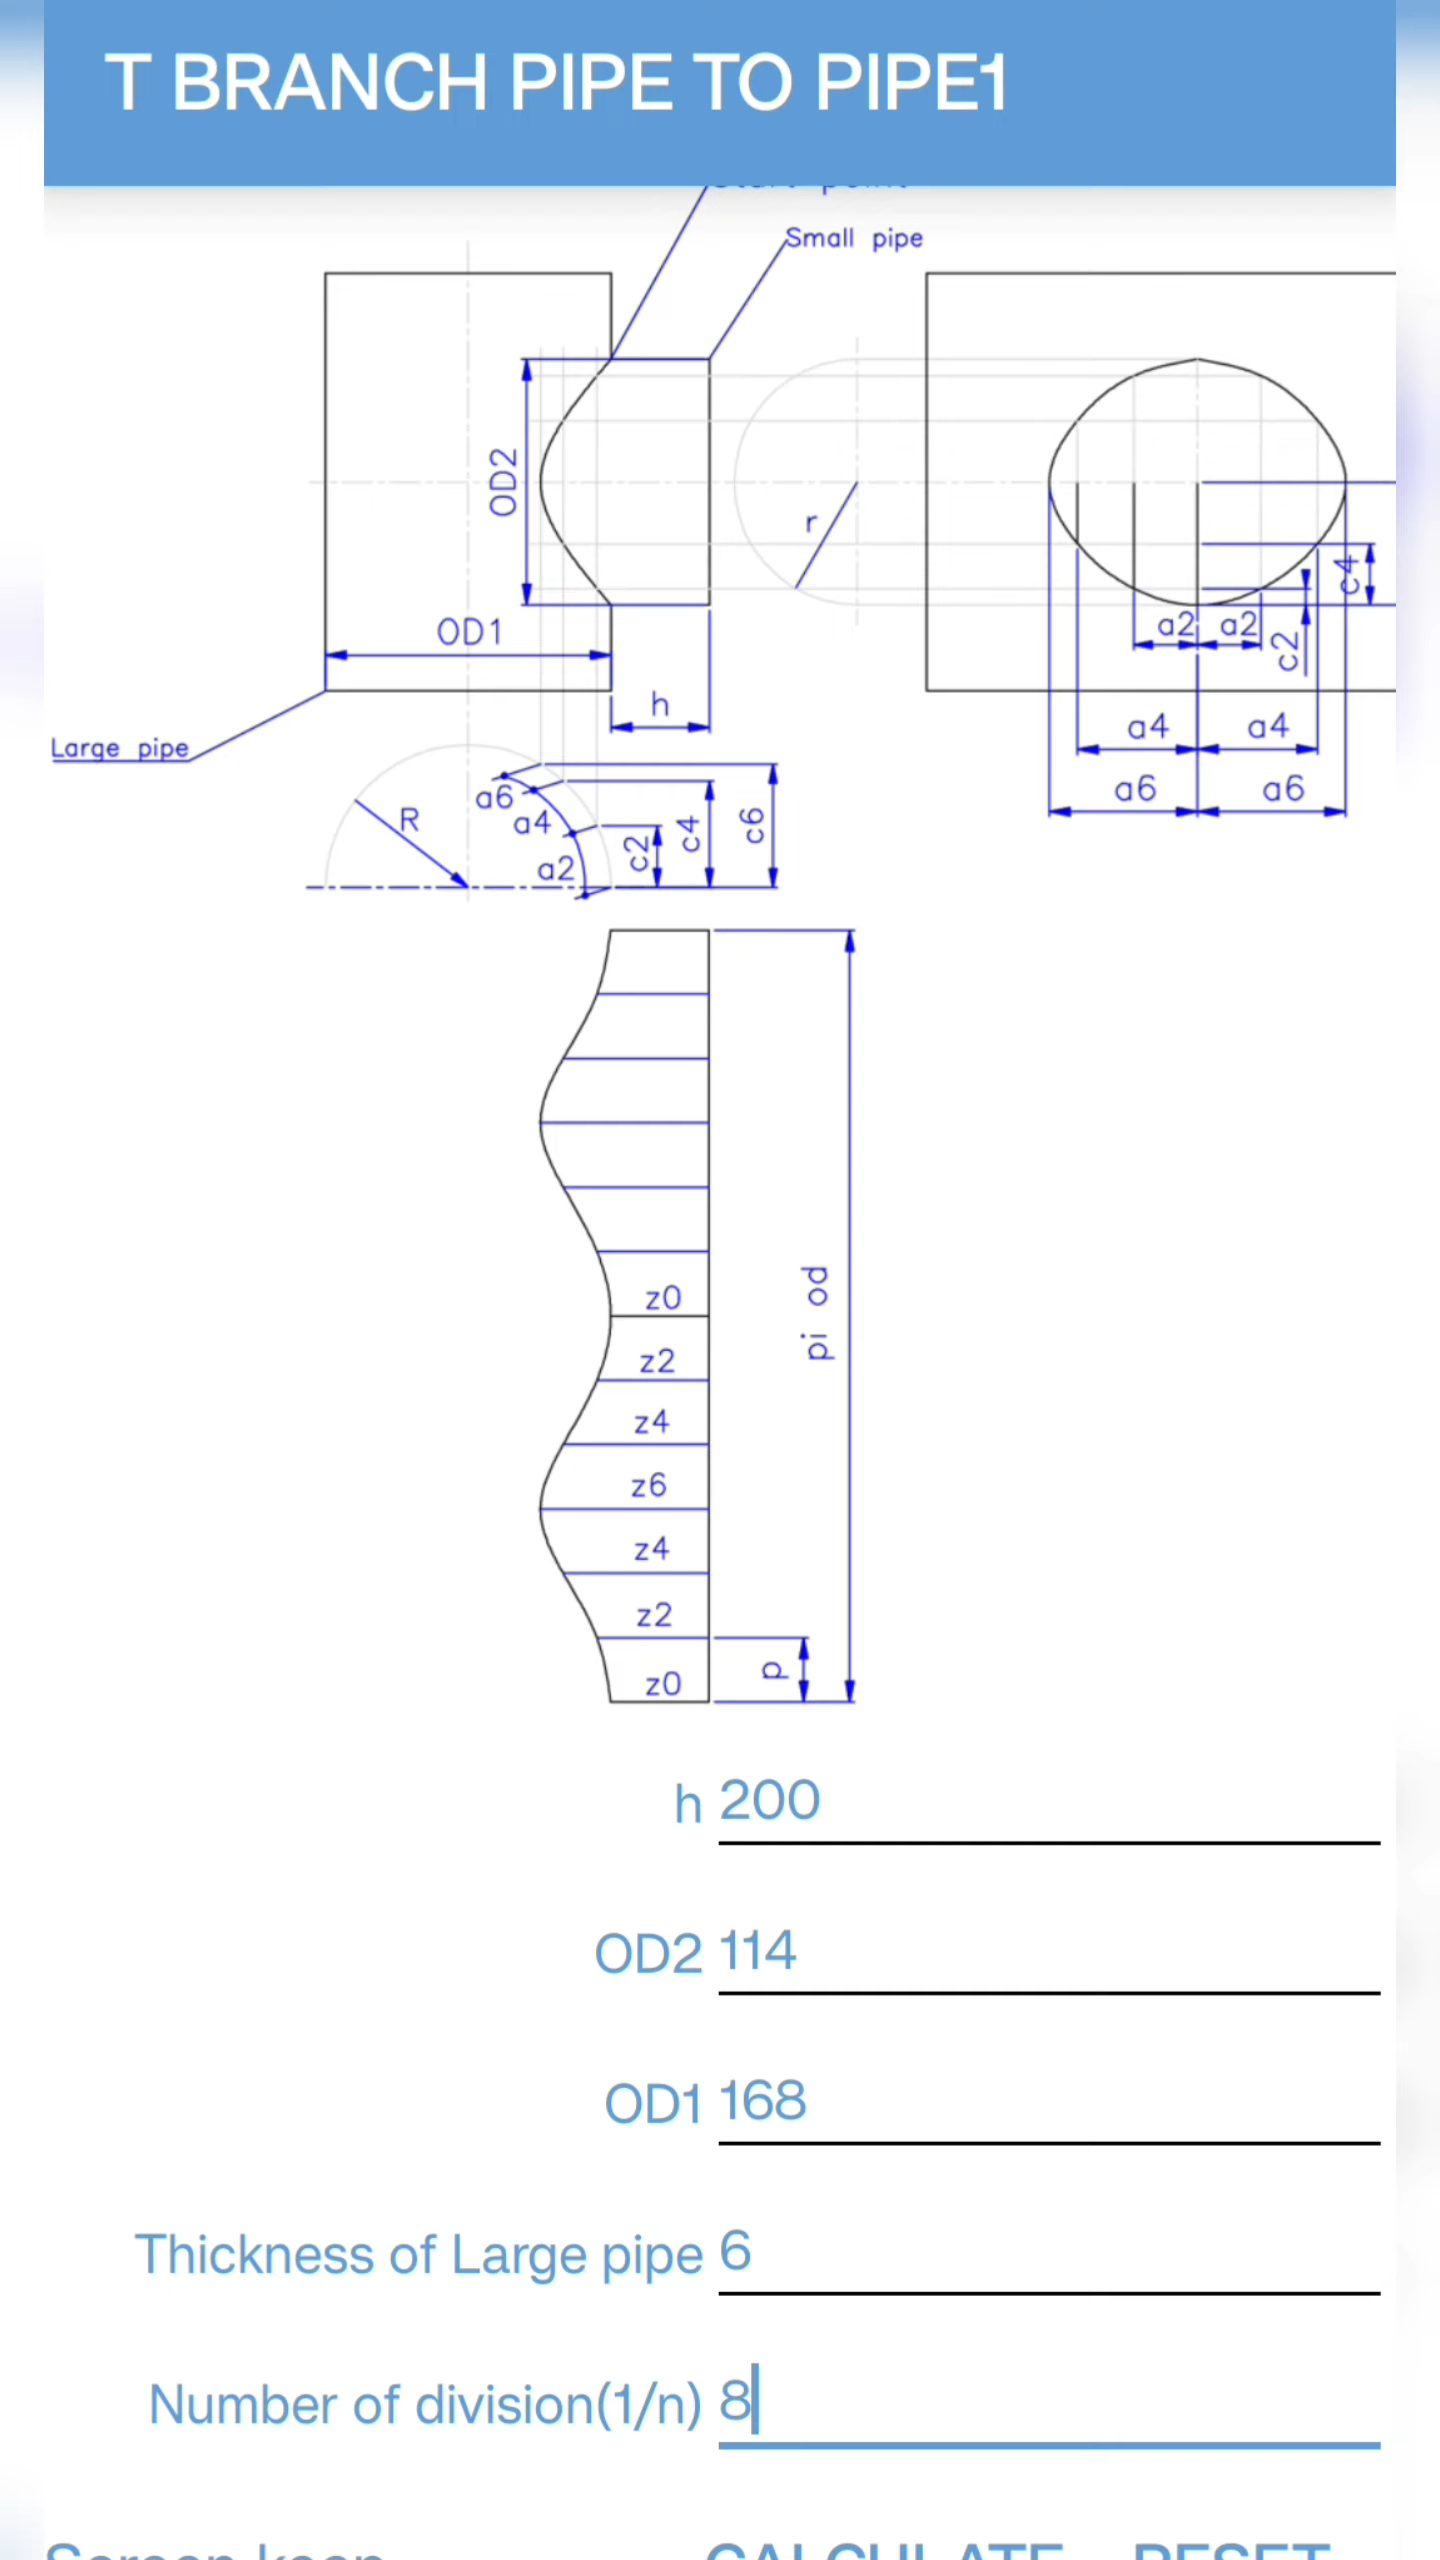 T BRANCH PIPE TO PIPE1
Small pipe
OD2
r
c4
OD1
a2 a2
c2
h
a4 a4
Large pipe
a6 a6
a6
R
a4
c2
c4
c6
a2
z0
pi od
z2
z4
z6
z4
z2
p
z0
h 200
OD2 114
OD1 168
Thickness of Large pipe 6
Number of division(1/n) 8
CALCULATE RESET